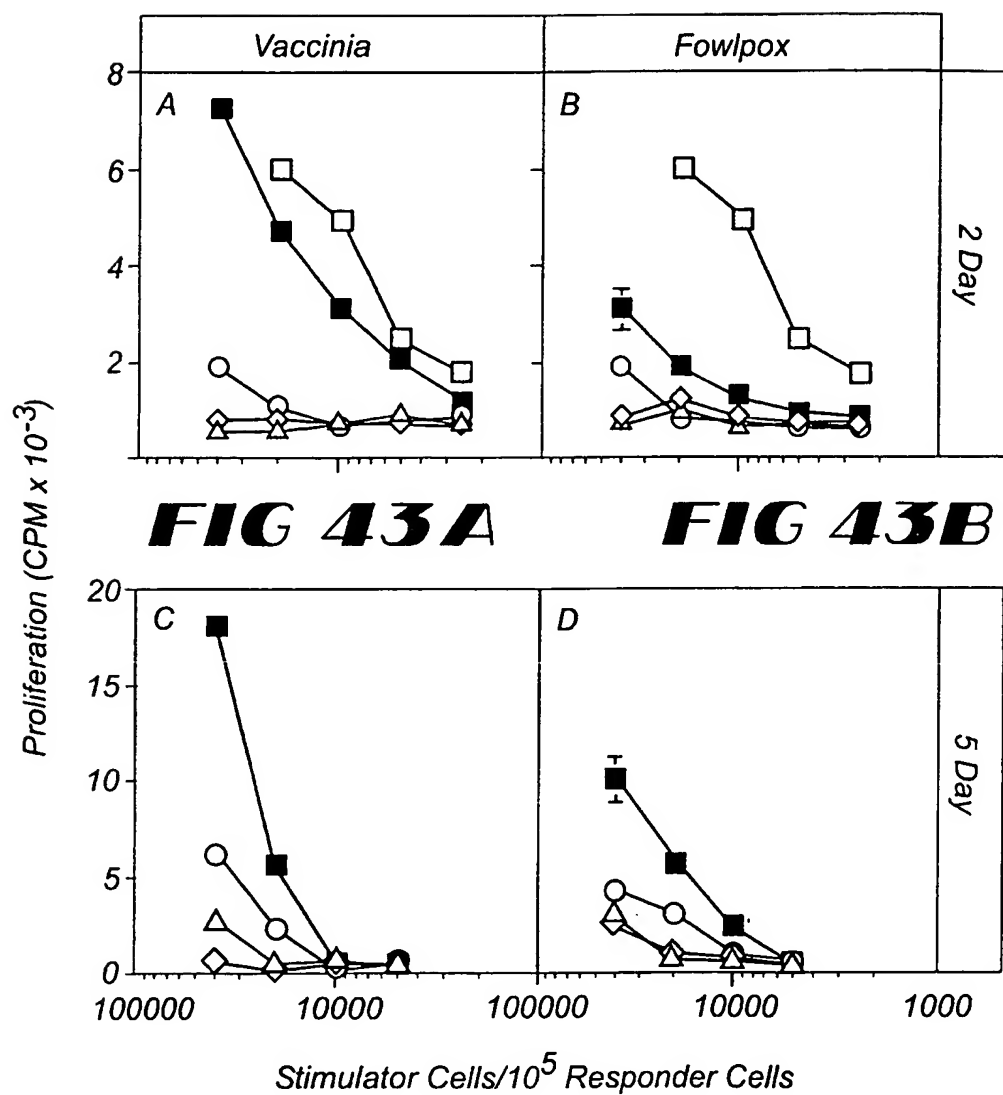 Vaccinia
Fowlpox
8
6
4
2
A
B
2 Day
FIG 43A
FIG 43B
Proliferation (CPM x 10⁻³)
20
15
10
5
0
C
D
5 Day
100000
10000
100000
10000
1000
Stimulator Cells/10⁵ Responder Cells